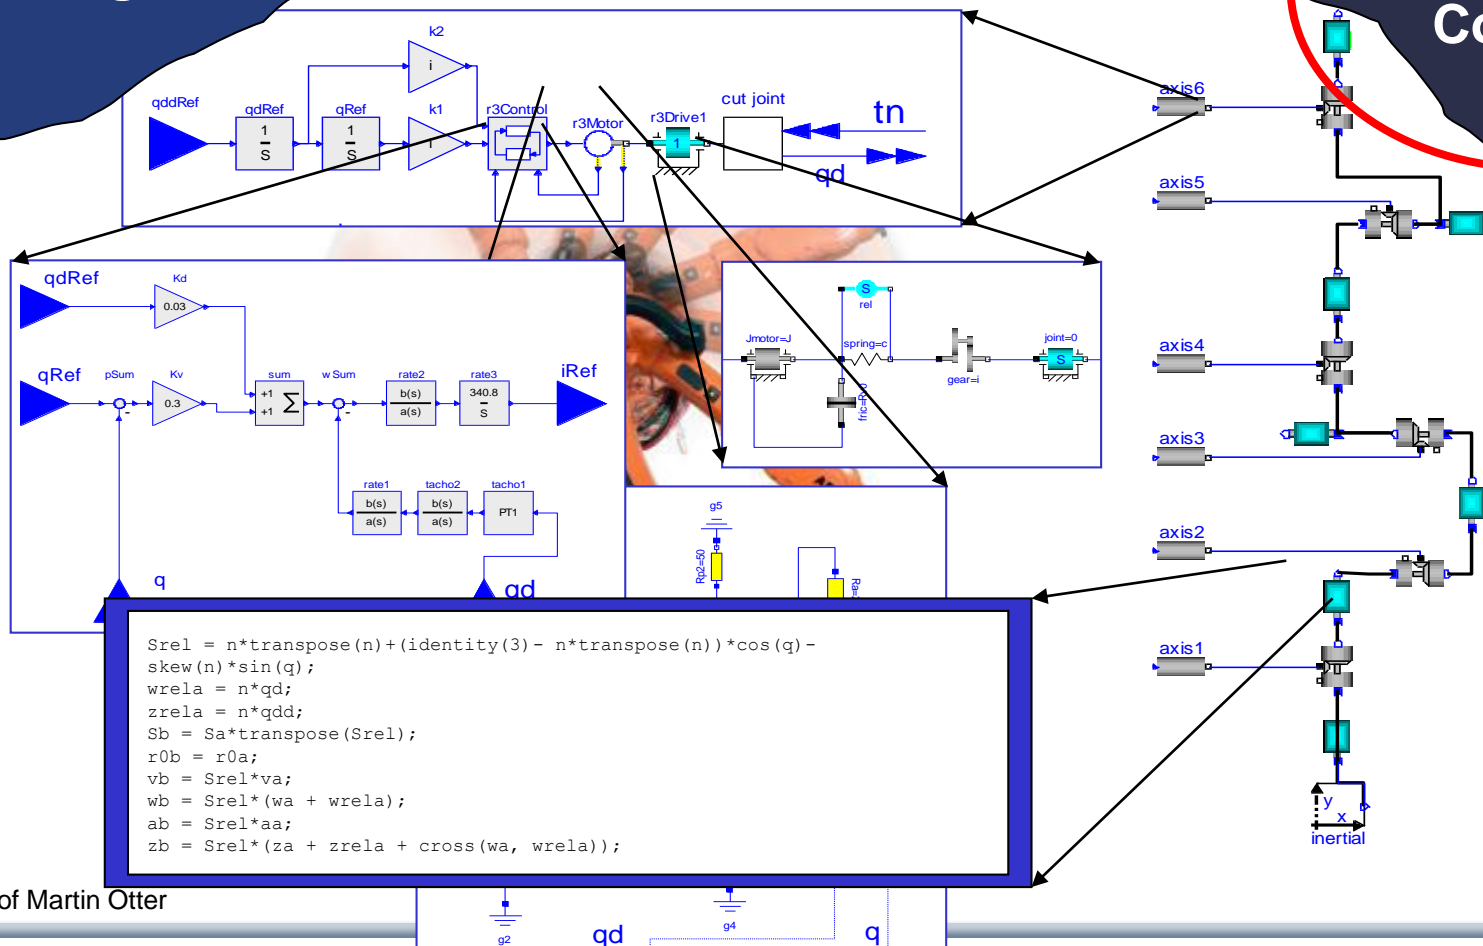 Co
k2
i
qddRef
qdRef
qRef
k1
r3Control
r3Motor
r3Drive1
cut joint
tn
1
S
1
S
1
qd
axis6
axis5
axis4
axis3
axis2
axis1
y
x
inertial
qdRef
Kd
0.03
qRef
pSum
Kv
0.3
sum
+1
+1
Σ
wSum
rate2
b(s)
a(s)
rate3
340.8
S
iRef
rate1
b(s)
a(s)
tacho2
b(s)
a(s)
tacho1
PT1
q
qd
S
rel
Jmotor=J
spring=c
gear=i
joint=0
S
g5
Rp2=50
Srel = n*transpose(n)+(identity(3)- n*transpose(n))*cos(q)-
skew(n)*sin(q);
wrela = n*qd;
zrela = n*qdd;
Sb = Sa*transpose(Srel);
r0b = r0a;
vb = Srel*va;
wb = Srel*(wa + wrela);
ab = Srel*aa;
zb = Srel*(za + zrela + cross(wa, wrela));
of Martin Otter
g2
qd
g4
q